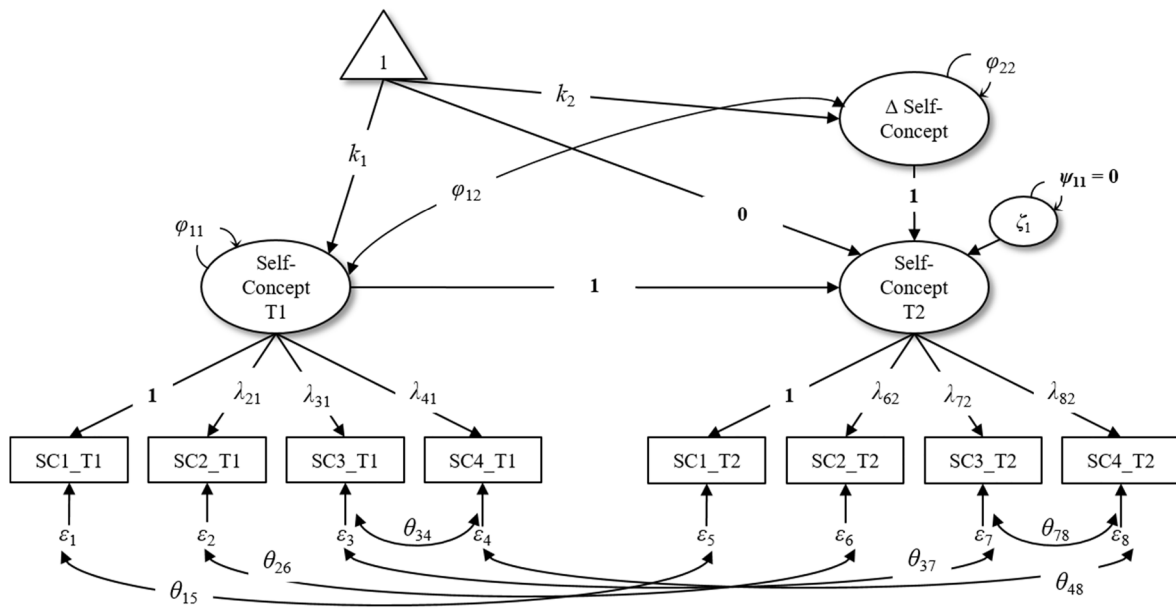 1
k₂
Δ Self-
Concept
φ₂₂
k₁
φ₁₂
1
ψ₁₁ = 0
0
ζ₁
φ₁₁
Self-
Concept
T1
1
Self-
Concept
T2
1
λ₂₁
λ₃₁
λ₄₁
1
λ₆₂
λ₇₂
λ₈₂
SC1_T1
SC2_T1
SC3_T1
SC4_T1
SC1_T2
SC2_T2
SC3_T2
SC4_T2
ε₁
ε₂
ε₃
θ₃₄
ε₄
ε₅
ε₆
ε₇
θ₇₈
ε₈
θ₂₆
θ₃₇
θ₁₅
θ₄₈